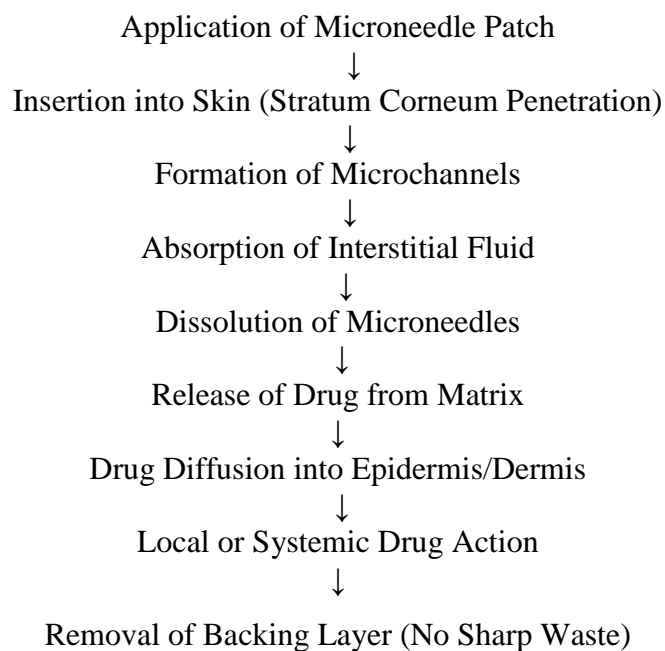 Application of Microneedle Patch
↓
Insertion into Skin (Stratum Corneum Penetration)
↓
Formation of Microchannels
↓
Absorption of Interstitial Fluid
↓
Dissolution of Microneedles
↓
Release of Drug from Matrix
↓
Drug Diffusion into Epidermis/Dermis
↓
Local or Systemic Drug Action
↓
Removal of Backing Layer (No Sharp Waste)